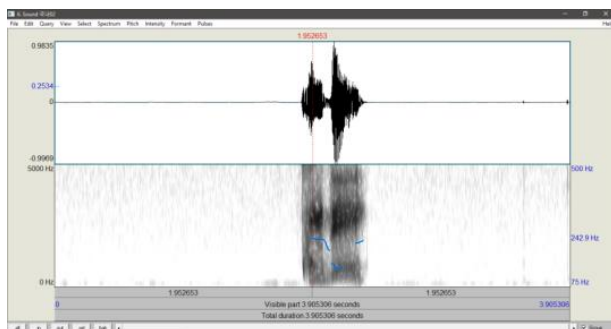 File Edit Query View Select Spectrum Pitch Intensity Formant Pulses
1.952653
0.9835
0.2534
0
-0.9969
5000 Hz
500 Hz
242.9 Hz
0 Hz
75 Hz
1.952653 1.952653
0 Visible part 3.905306 seconds 3.905306
Total duration 3.905306 seconds